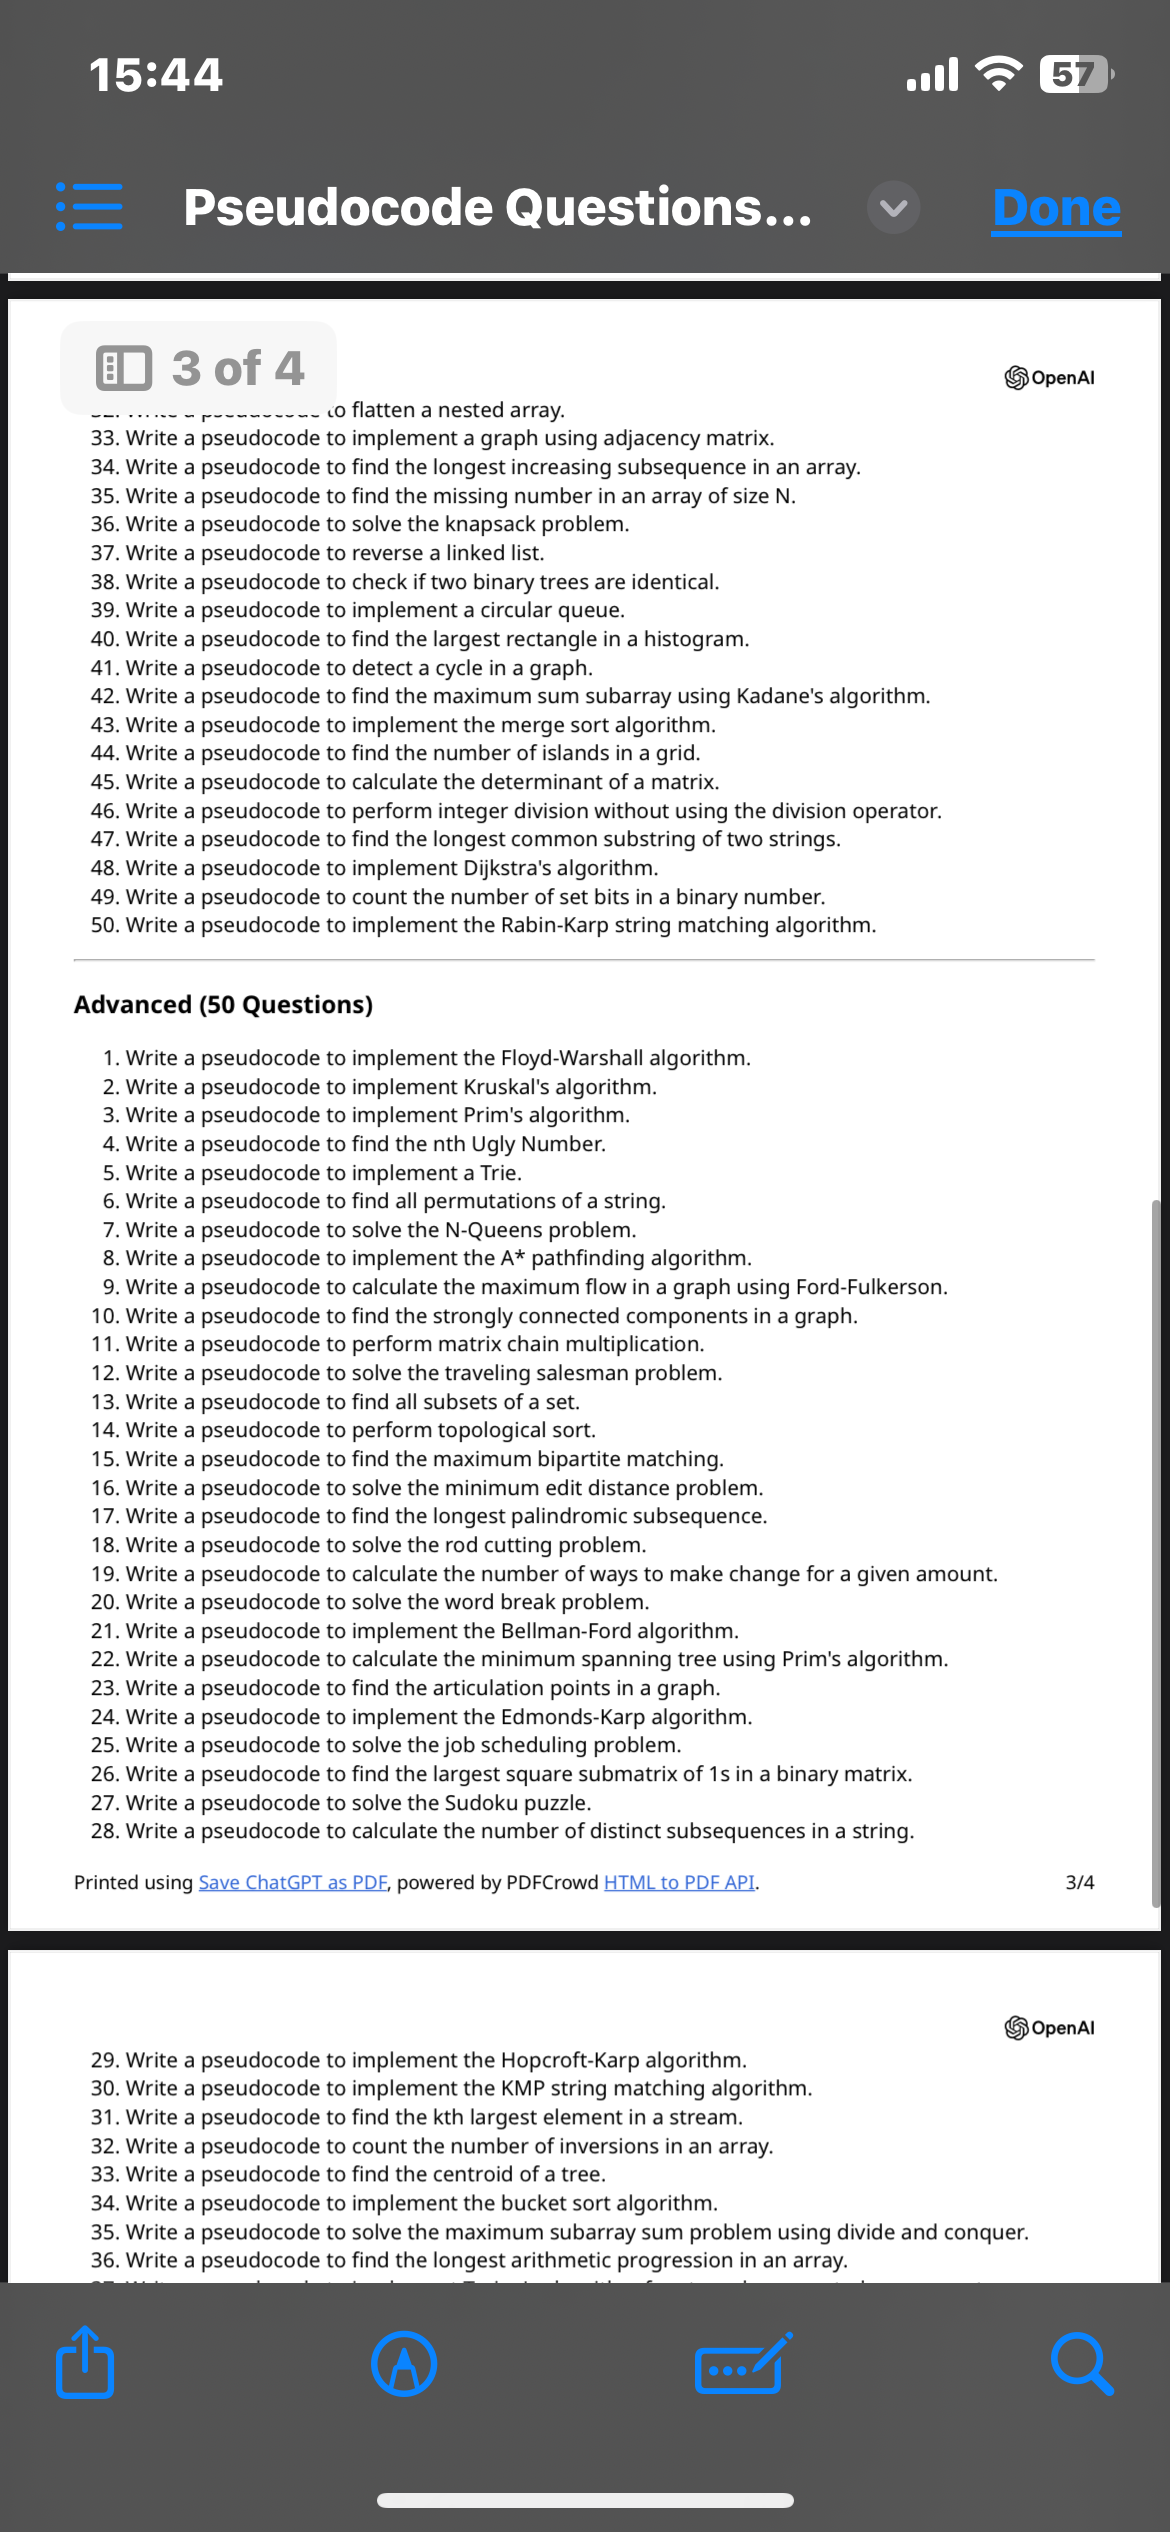 15:44
57
Pseudocode Questions...
Done
3 of 4
OpenAI
to flatten a nested array.
33. Write a pseudocode to implement a graph using adjacency matrix.
34. Write a pseudocode to find the longest increasing subsequence in an array.
35. Write a pseudocode to find the missing number in an array of size N.
36. Write a pseudocode to solve the knapsack problem.
37. Write a pseudocode to reverse a linked list.
38. Write a pseudocode to check if two binary trees are identical.
39. Write a pseudocode to implement a circular queue.
40. Write a pseudocode to find the largest rectangle in a histogram.
41. Write a pseudocode to detect a cycle in a graph.
42. Write a pseudocode to find the maximum sum subarray using Kadane's algorithm.
43. Write a pseudocode to implement the merge sort algorithm.
44. Write a pseudocode to find the number of islands in a grid.
45. Write a pseudocode to calculate the determinant of a matrix.
46. Write a pseudocode to perform integer division without using the division operator.
47. Write a pseudocode to find the longest common substring of two strings.
48. Write a pseudocode to implement Dijkstra's algorithm.
49. Write a pseudocode to count the number of set bits in a binary number.
50. Write a pseudocode to implement the Rabin-Karp string matching algorithm.
Advanced (50 Questions)
1. Write a pseudocode to implement the Floyd-Warshall algorithm.
2. Write a pseudocode to implement Kruskal's algorithm.
3. Write a pseudocode to implement Prim's algorithm.
4. Write a pseudocode to find the nth Ugly Number.
5. Write a pseudocode to implement a Trie.
6. Write a pseudocode to find all permutations of a string.
7. Write a pseudocode to solve the N-Queens problem.
8. Write a pseudocode to implement the A* pathfinding algorithm.
9. Write a pseudocode to calculate the maximum flow in a graph using Ford-Fulkerson.
10. Write a pseudocode to find the strongly connected components in a graph.
11. Write a pseudocode to perform matrix chain multiplication.
12. Write a pseudocode to solve the traveling salesman problem.
13. Write a pseudocode to find all subsets of a set.
14. Write a pseudocode to perform topological sort.
15. Write a pseudocode to find the maximum bipartite matching.
16. Write a pseudocode to solve the minimum edit distance problem.
17. Write a pseudocode to find the longest palindromic subsequence.
18. Write a pseudocode to solve the rod cutting problem.
19. Write a pseudocode to calculate the number of ways to make change for a given amount.
20. Write a pseudocode to solve the word break problem.
21. Write a pseudocode to implement the Bellman-Ford algorithm.
22. Write a pseudocode to calculate the minimum spanning tree using Prim's algorithm.
23. Write a pseudocode to find the articulation points in a graph.
24. Write a pseudocode to implement the Edmonds-Karp algorithm.
25. Write a pseudocode to solve the job scheduling problem.
26. Write a pseudocode to find the largest square submatrix of 1s in a binary matrix.
27. Write a pseudocode to solve the Sudoku puzzle.
28. Write a pseudocode to calculate the number of distinct subsequences in a string.
Printed using Save ChatGPT as PDF, powered by PDFCrowd HTML to PDF API. 3/4
OpenAI
29. Write a pseudocode to implement the Hopcroft-Karp algorithm.
30. Write a pseudocode to implement the KMP string matching algorithm.
31. Write a pseudocode to find the kth largest element in a stream.
32. Write a pseudocode to count the number of inversions in an array.
33. Write a pseudocode to find the centroid of a tree.
34. Write a pseudocode to implement the bucket sort algorithm.
35. Write a pseudocode to solve the maximum subarray sum problem using divide and conquer.
36. Write a pseudocode to find the longest arithmetic progression in an array.